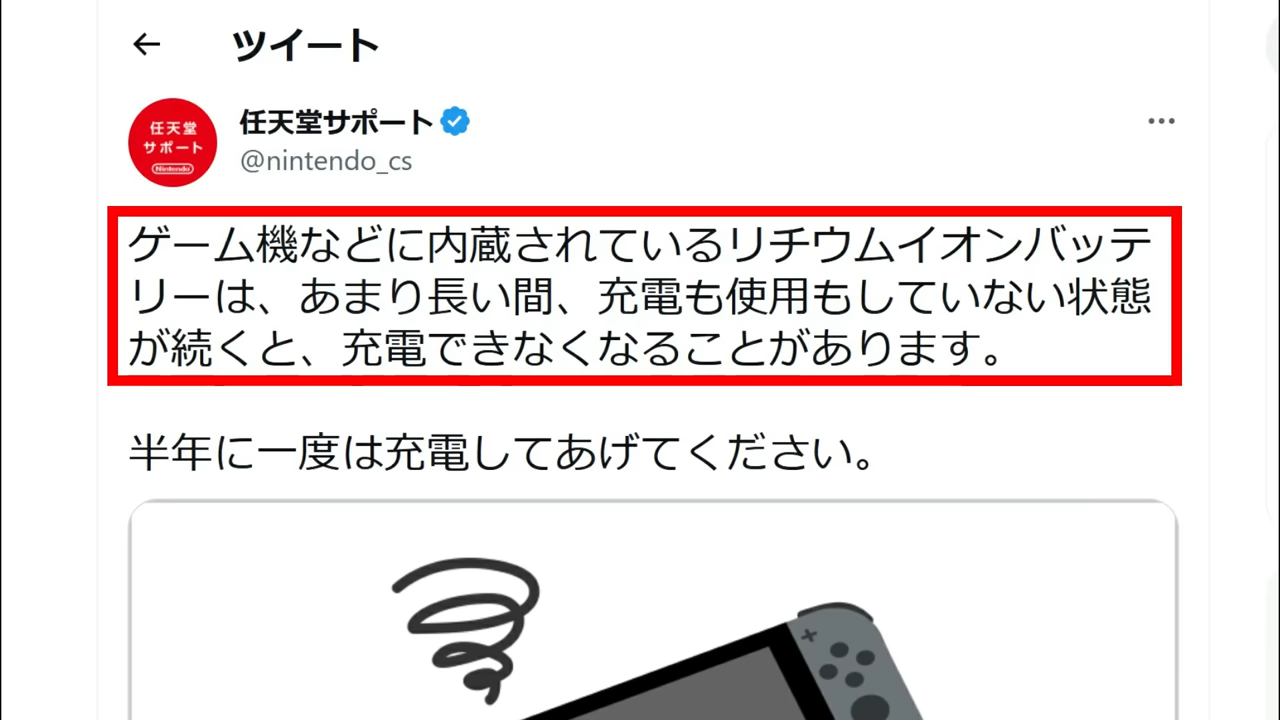 ツイート
任天堂
サポート
Nintendo
任天堂サポート
@nintendo_cs
ゲーム機などに内蔵されているリチウムイオンバッテ
リーは、あまり長い間、充電も使用もしていない状態
が続くと、充電できなくなることがあります。
半年に一度は充電してあげてください。